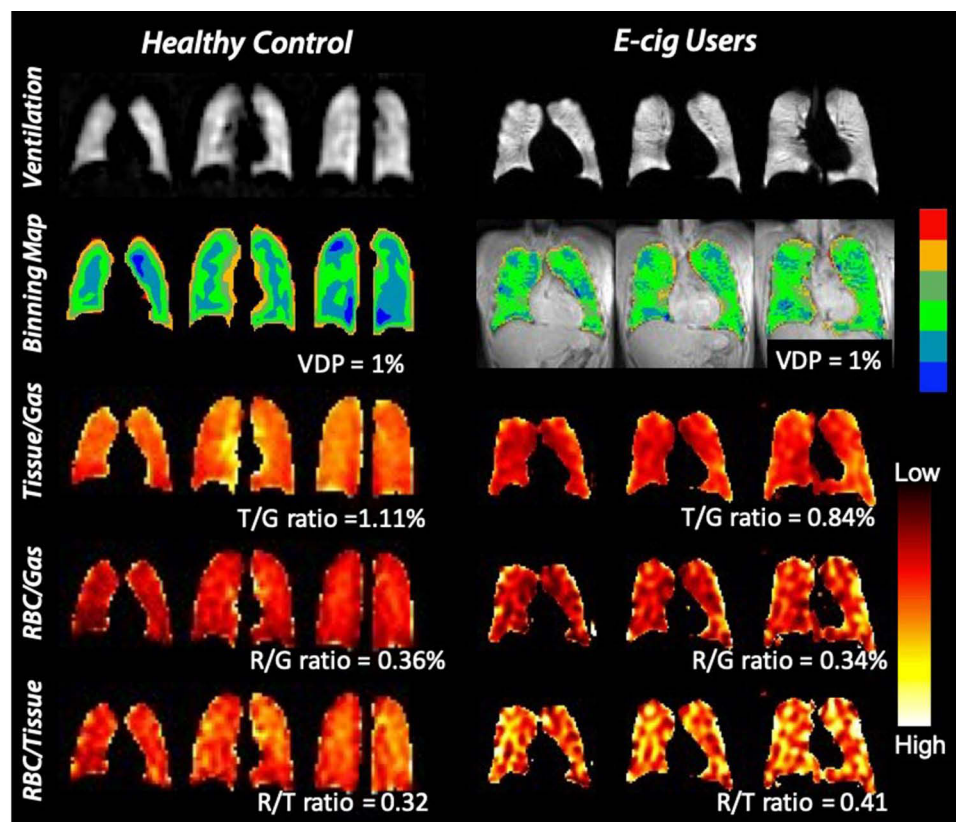 Healthy Control
E-cig Users
Ventilation
Binning Map
VDP = 1%
VDP = 1%
Tissue/Gas
T/G ratio =1.11%
T/G ratio = 0.84%
Low
RBC/Gas
R/G ratio = 0.36%
R/G ratio = 0.34%
High
RBC/Tissue
R/T ratio = 0.32
R/T ratio = 0.41